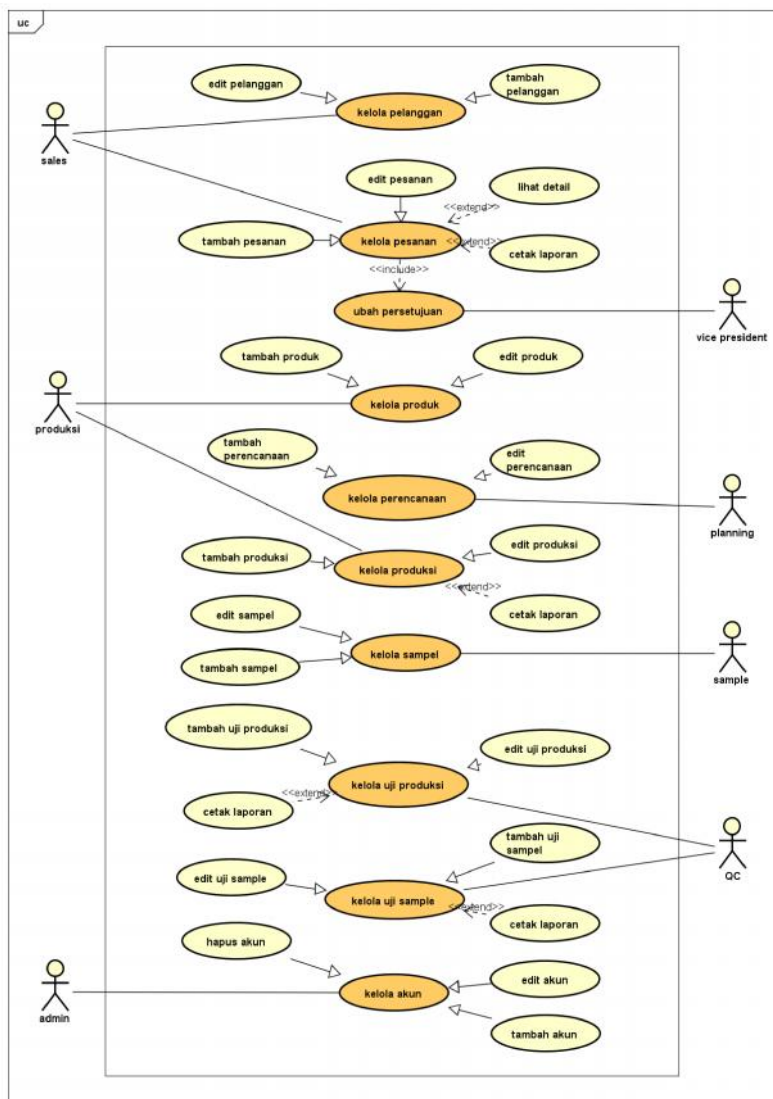 uc
edit pelanggan
tambah
pelanggan
kelola pelanggan
sales
edit pesanan
lihat detail
<<extend>>
tambah pesanan
kelola pesanan
<<extend>>
cetak laporan
<<include>>
ubah persetujuan
vice president
tambah produk
edit produk
produksi
kelola produk
tambah
perencanaan
edit
perencanaan
kelola perencanaan
planning
tambah produksi
edit produksi
kelola produksi
<<extend>>
cetak laporan
edit sampel
kelola sampel
tambah sampel
sample
tambah uji produksi
edit uji produksi
kelola uji produksi
<<extend>>
cetak laporan
tambah uji
sampel
QC
edit uji sample
kelola uji sample
<<extend>>
cetak laporan
hapus akun
edit akun
kelola akun
admin
tambah akun